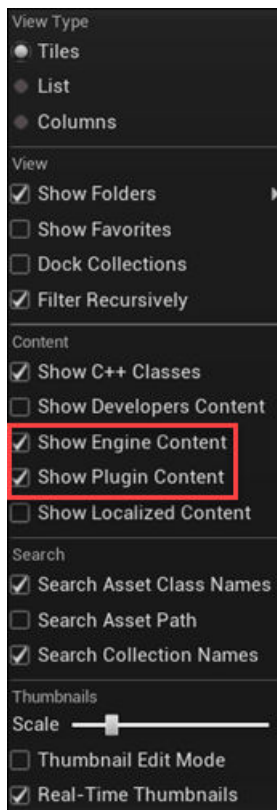 View Type
Tiles
List
Columns
View
Show Folders
Show Favorites
Dock Collections
Filter Recursively
Content
Show C++ Classes
Show Developers Content
Show Engine Content
Show Plugin Content
Show Localized Content
Search
Search Asset Class Names
Search Asset Path
Search Collection Names
Thumbnails
Scale
Thumbnail Edit Mode
Real-Time Thumbnails